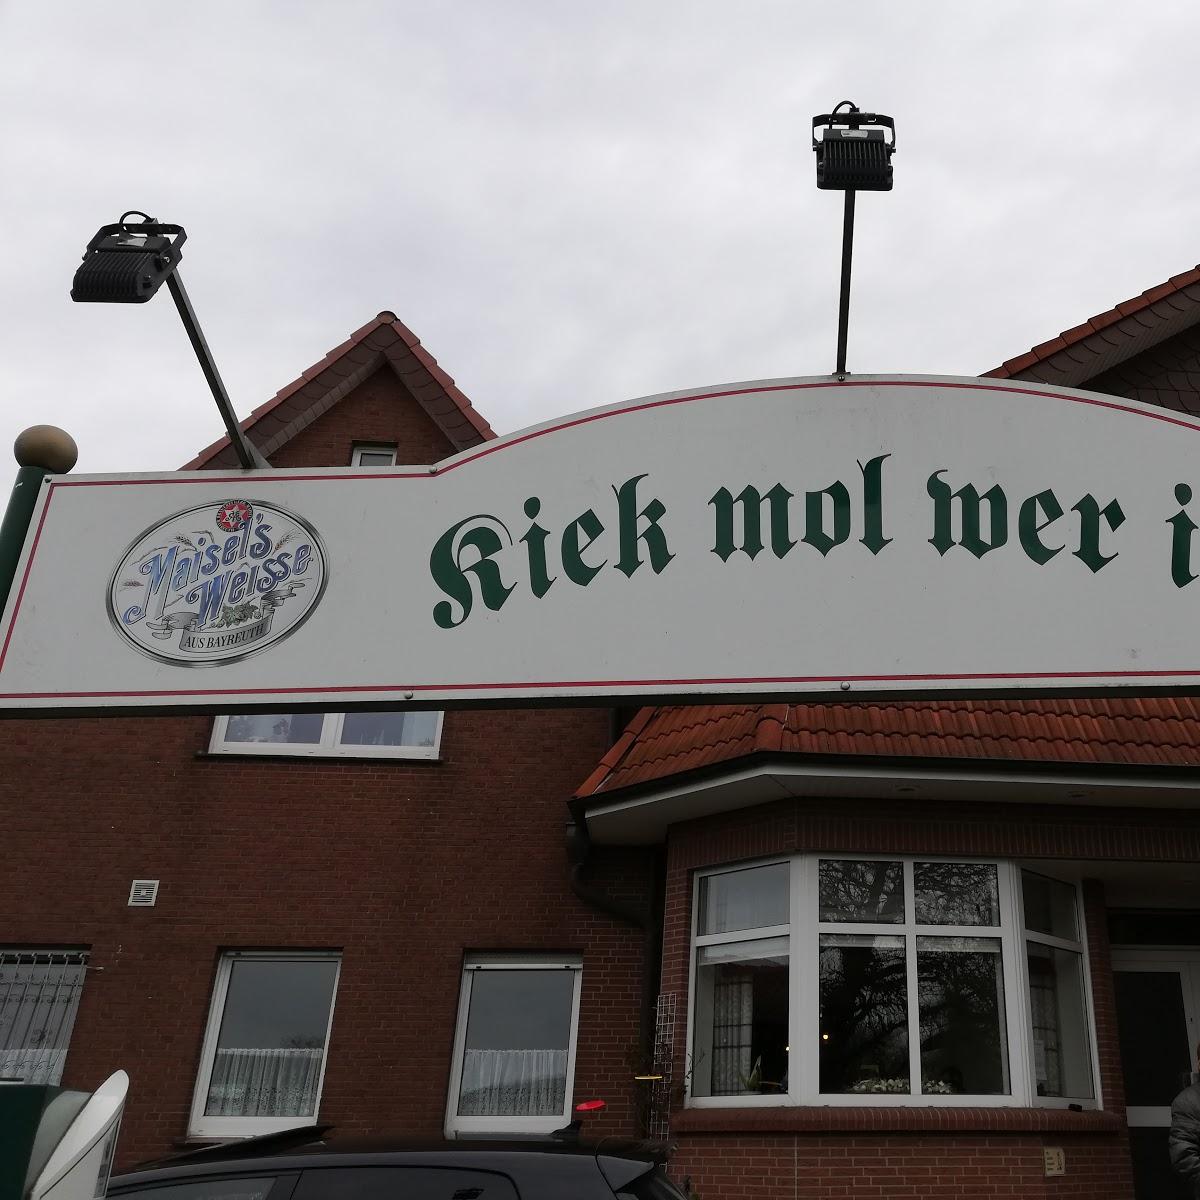 Maisel's
Weisse
AUS BAYREUTH
Kiek mol wer i